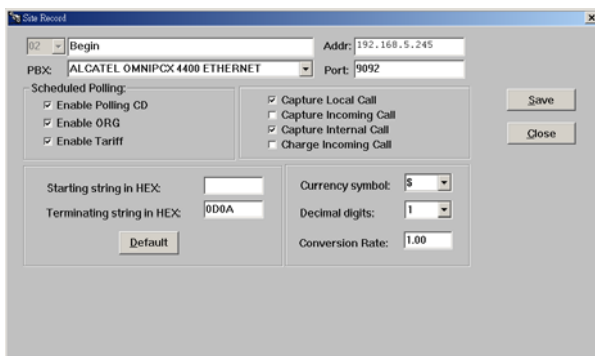 Site Record
02 Begin Addr: 192.168.5.245
PBX: ALCATEL OMNIPCX 4400 ETHERNET Port: 9092
Scheduled Polling:
Enable Polling CD
Enable ORG
Enable Tariff
Capture Local Call
Capture Incoming Call
Capture Internal Call
Charge Incoming Call
Save
Close
Starting string in HEX:
Terminating string in HEX: 0D0A
Default
Currency symbol: $
Decimal digits: 1
Conversion Rate: 1.00